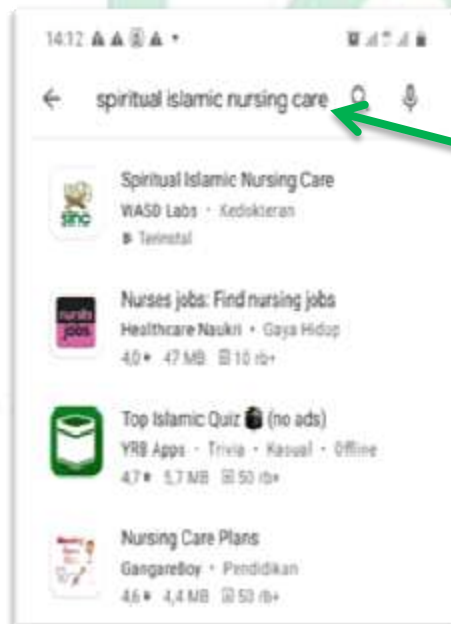 14.12
spiritual islamic nursing care
Spiritual Islamic Nursing Care
sinc
WASD Labs • Kedokteran
Terinstal
Nurses jobs: Find nursing jobs
nurses jobs
Healthcare Naukri • Gaya Hidup
4,0 47 MB 10 rb+
Top Islamic Quiz (no ads)
YRB Apps • Trivia • Kasual • Offline
4,7 5,7 MB 50 rb+
Nursing Care Plans
GangareBoy • Pendidikan
4,6 4,4 MB 50 rb+